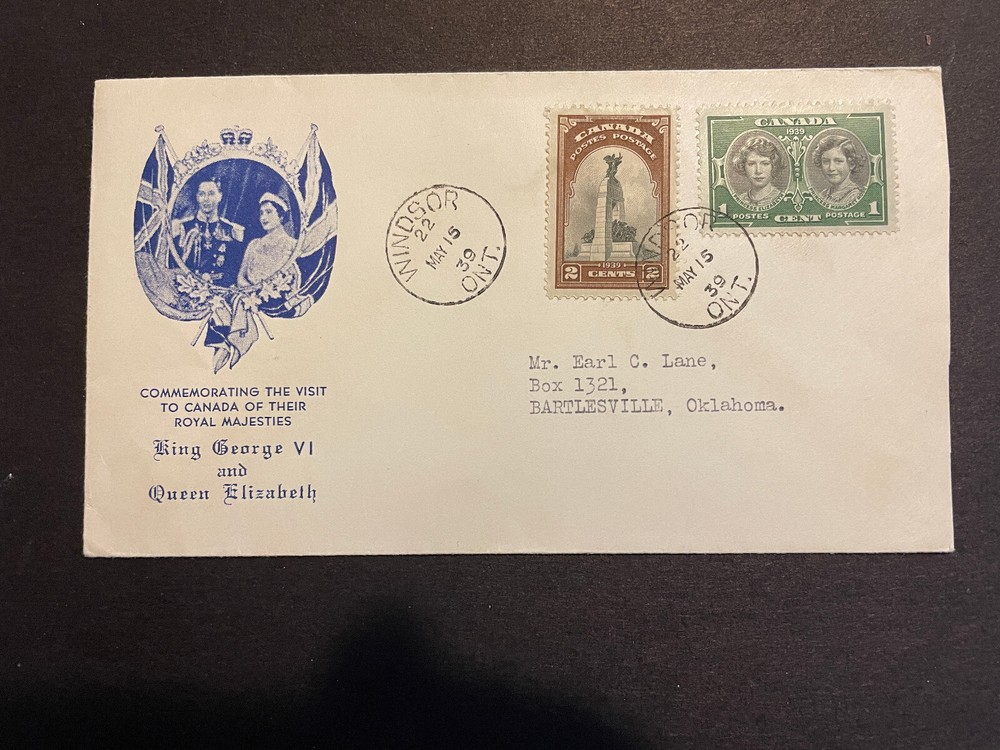 COMMEMORATING THE VISIT
TO CANADA OF THEIR
ROYAL MAJESTIES
King George VI
and
Queen Elizabeth
WINDSOR
22
MAY 15
39
ONT.
CANADA
POSTES POSTAGE
1939
2 CENTS 2
CANADA
1939
PRINCESS ELIZABETH
1 POSTES CENT POSTAGE 1
WINDSOR
22
MAY 15
39
ONT.
Mr. Earl C. Lane,
Box 1321,
BARTLESVILLE, Oklahoma.